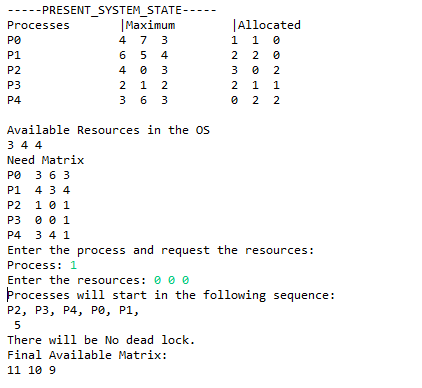 -----PRESENT_SYSTEM_STATE-----
Processes |Maximum |Allocated
P0 4 7 3 1 1 0
P1 6 5 4 2 2 0
P2 4 0 3 3 0 2
P3 2 1 2 2 1 1
P4 3 6 3 0 2 2
Available Resources in the OS
3 4 4
Need Matrix
P0 3 6 3
P1 4 3 4
P2 1 0 1
P3 0 0 1
P4 3 4 1
Enter the process and request the resources:
Process: 1
Enter the resources: 0 0 0
Processes will start in the following sequence:
P2, P3, P4, P0, P1,
5
There will be No dead lock.
Final Available Matrix:
11 10 9